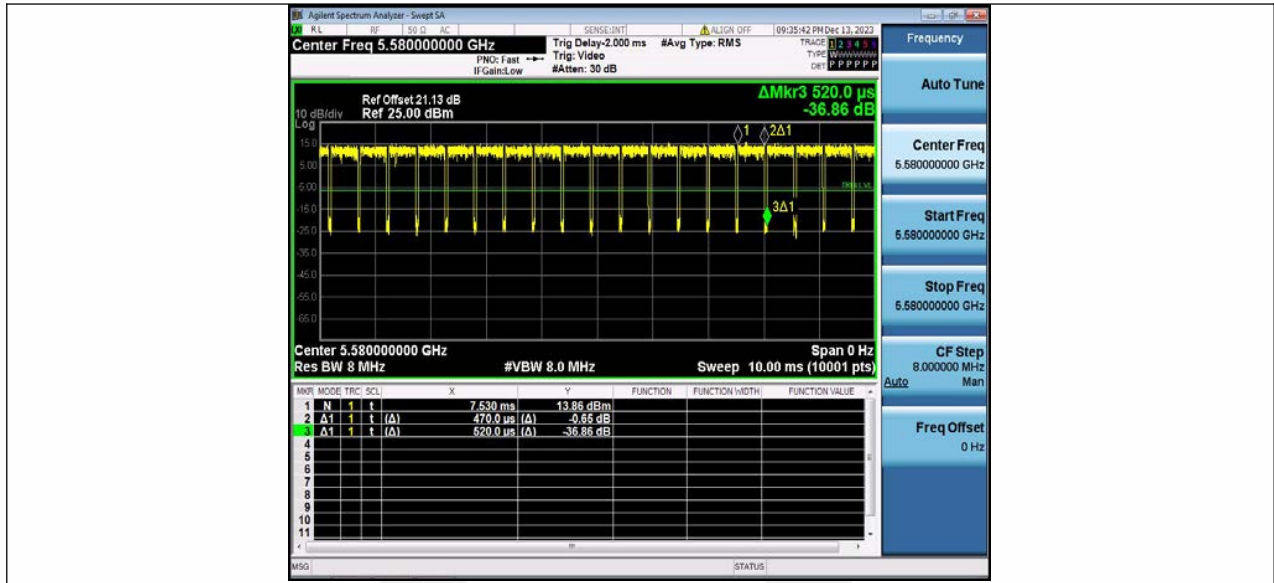 Agilent Spectrum Analyzer - Swept SA
RL RF 50 Ω AC SENSE:INT ALIGN OFF 09:35:42 PM Dec 13, 2023
Center Freq 5.580000000 GHz
Trig Delay-2.000 ms #Avg Type: RMS
TRACE 1 2 3 4 5 6
PNO: Fast Trig: Video
TYPE W
IFGain:Low #Atten: 30 dB
DET P P P P P P
Frequency
ΔMkr3 520.0 µs
-36.86 dB
Ref Offset 21.13 dB
10 dB/div Ref 25.00 dBm
Log
1 2Δ1
15.0
5.00
-5.00
TRIG LVL
-15.0
3Δ1
-25.0
-35.0
-45.0
-55.0
-65.0
Center 5.580000000 GHz Span 0 Hz
Res BW 8 MHz #VBW 8.0 MHz Sweep 10.00 ms (10001 pts)
MKR MODE TRC SCL X Y FUNCTION FUNCTION WIDTH FUNCTION VALUE
1 N 1 t 7.530 ms 13.86 dBm
2 Δ1 1 t (Δ) 470.0 µs (Δ) -0.65 dB
3 Δ1 1 t (Δ) 520.0 µs (Δ) -36.86 dB
4
5
6
7
8
9
10
11
MSG STATUS
Auto Tune
Center Freq
5.580000000 GHz
Start Freq
5.580000000 GHz
Stop Freq
5.580000000 GHz
CF Step
8.000000 MHz
Auto Man
Freq Offset
0 Hz